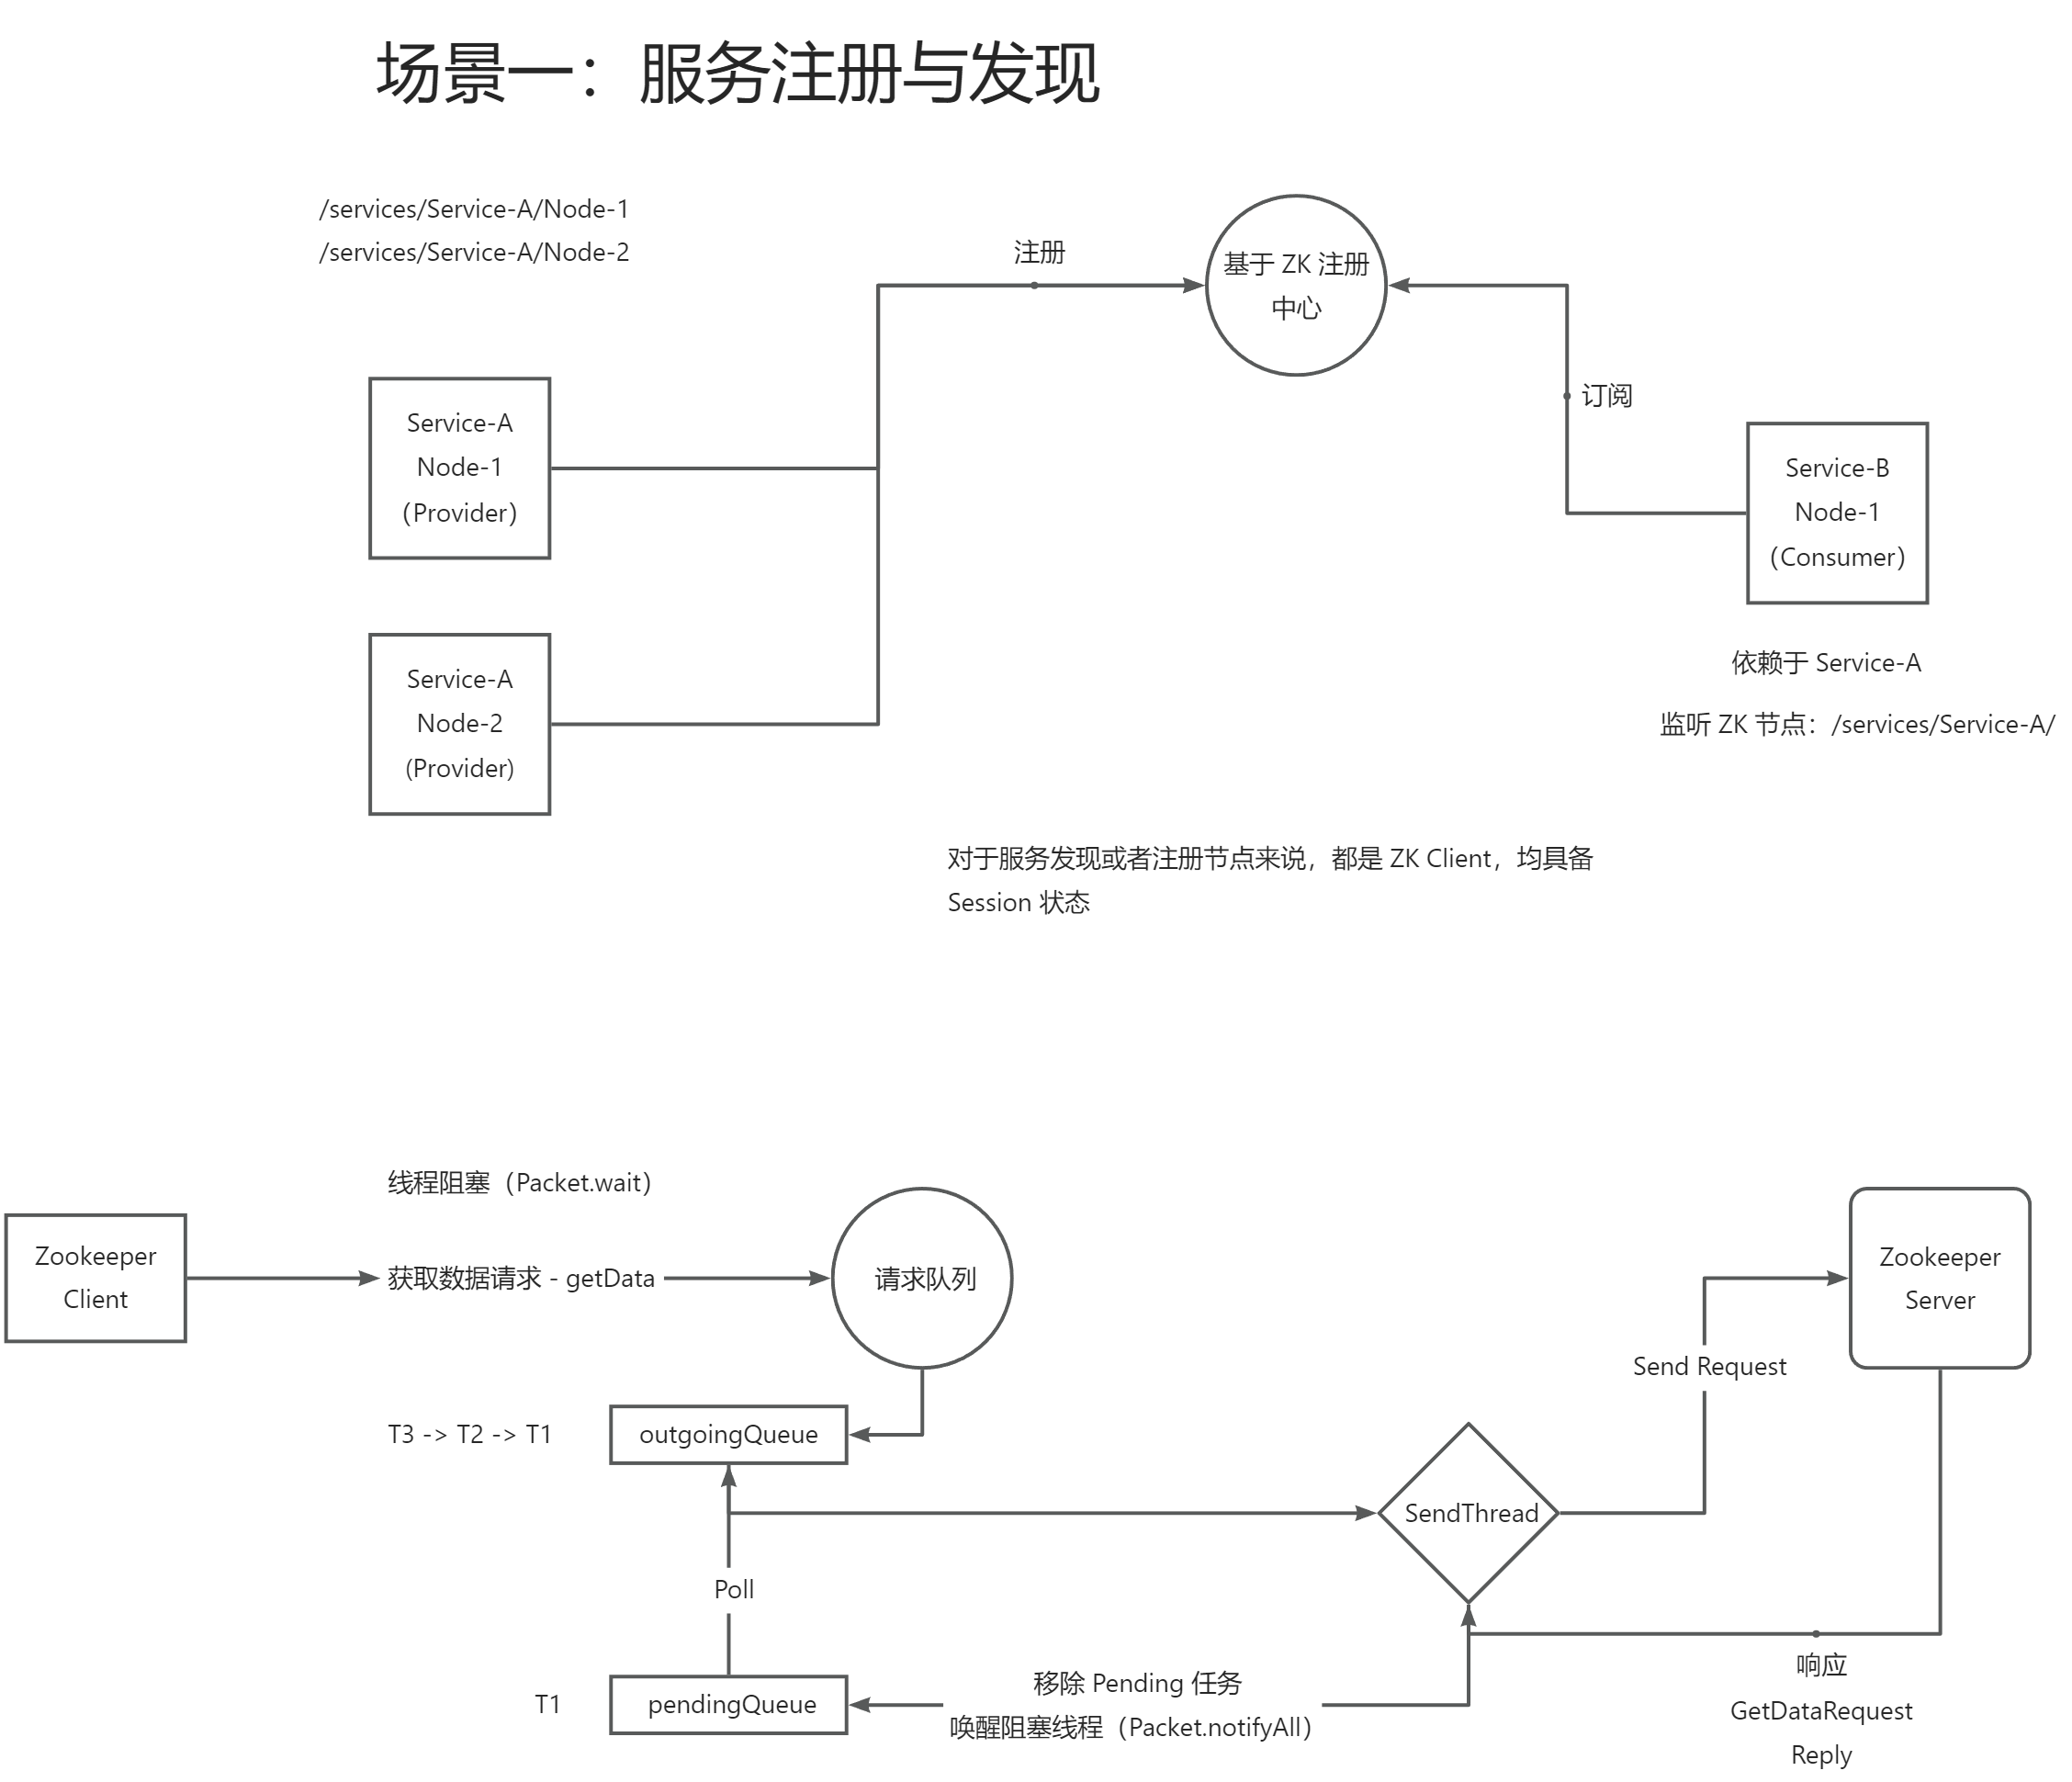 场景一：服务注册与发现
/services/Service-A/Node-1
/services/Service-A/Node-2
注册
基于 ZK 注册
中心
订阅
Service-A
Node-1
（Provider）
Service-B
Node-1
（Consumer）
Service-A
Node-2
(Provider)
依赖于 Service-A
监听 ZK 节点：/services/Service-A/
对于服务发现或者注册节点来说，都是 ZK Client，均具备
Session 状态
线程阻塞（Packet.wait）
Zookeeper
Client
获取数据请求 - getData
请求队列
Zookeeper
Server
Send Request
T3 -> T2 -> T1
outgoingQueue
SendThread
Poll
T1
pendingQueue
移除 Pending 任务
唤醒阻塞线程（Packet.notifyAll）
响应
GetDataRequest
Reply